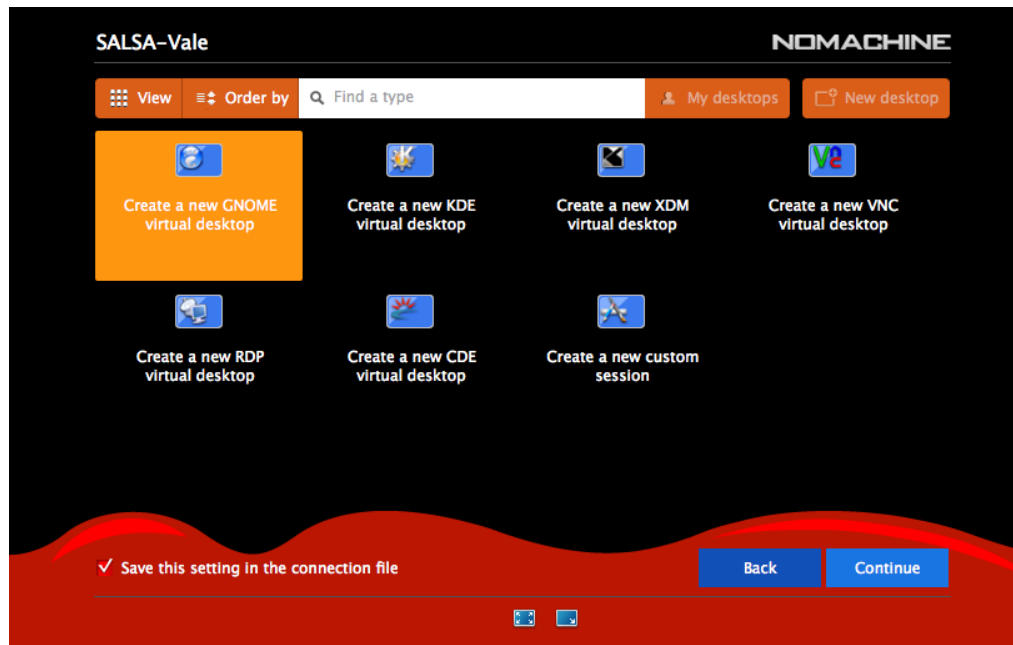 SALSA-Vale
NOMACHINE
View
Order by
Find a type
My desktops
New desktop
Create a new GNOME
virtual desktop
Create a new KDE
virtual desktop
Create a new XDM
virtual desktop
Create a new VNC
virtual desktop
Create a new RDP
virtual desktop
Create a new CDE
virtual desktop
Create a new custom
session
Save this setting in the connection file
Back
Continue